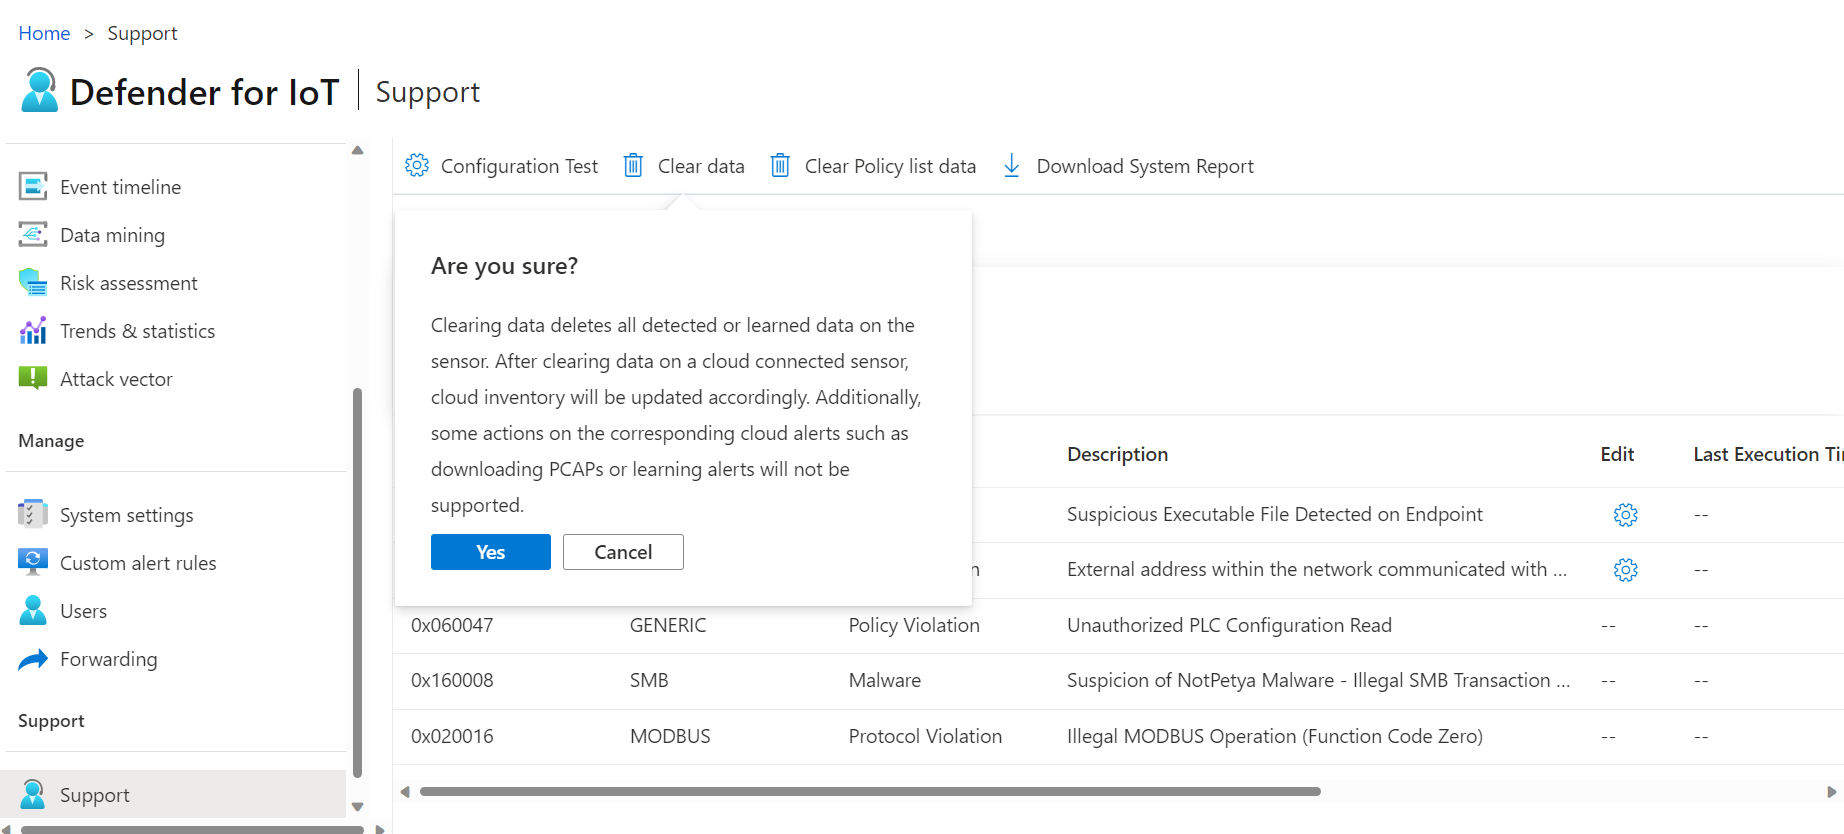 Home > Support
Defender for IoT | Support
Event timeline
Data mining
Risk assessment
Trends & statistics
Attack vector
Manage
System settings
Custom alert rules
Users
Forwarding
Support
Support
Configuration Test Clear data Clear Policy list data Download System Report
Are you sure?
Clearing data deletes all detected or learned data on the
sensor. After clearing data on a cloud connected sensor,
cloud inventory will be updated accordingly. Additionally,
some actions on the corresponding cloud alerts such as
downloading PCAPs or learning alerts will not be
supported.
Yes Cancel
Description Edit Last Execution
Suspicious Executable File Detected on Endpoint --
External address within the network communicated with ... --
0x060047 GENERIC Policy Violation Unauthorized PLC Configuration Read -- --
0x160008 SMB Malware Suspicion of NotPetya Malware - Illegal SMB Transaction ... -- --
0x020016 MODBUS Protocol Violation Illegal MODBUS Operation (Function Code Zero) -- --